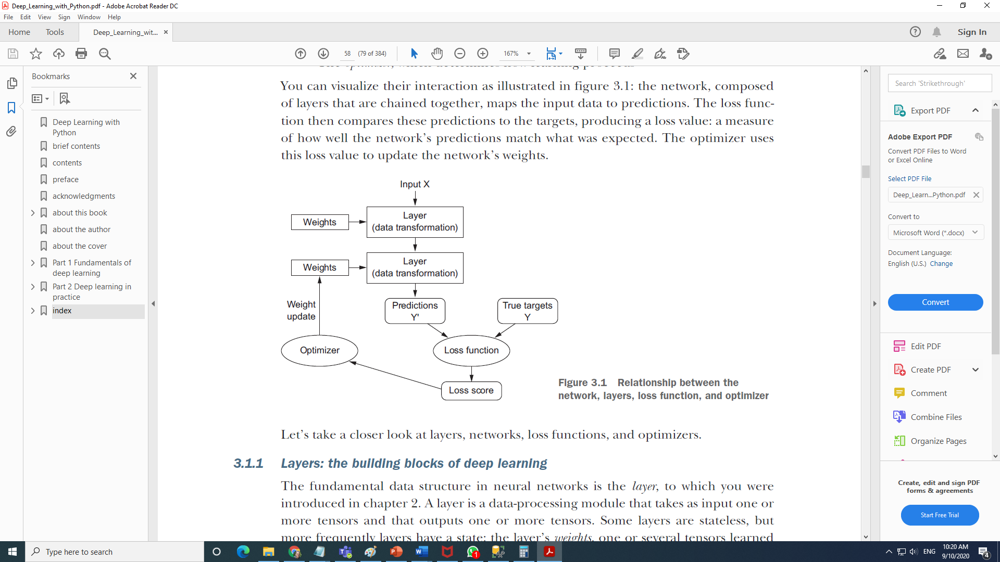 Deep_Learning_with_Python.pdf - Adobe Acrobat Reader DC
File Edit View Sign Window Help
Home Tools Deep_Learning_wit... Sign In
58 (79 of 384) 167%
Bookmarks
Deep Learning with
Python
brief contents
contents
preface
acknowledgments
about this book
about the author
about the cover
Part 1 Fundamentals of
deep learning
Part 2 Deep learning in
practice
index
The optimizer, which determines how learning proceeds
You can visualize their interaction as illustrated in figure 3.1: the network, composed
of layers that are chained together, maps the input data to predictions. The loss func-
tion then compares these predictions to the targets, producing a loss value: a measure
of how well the network's predictions match what was expected. The optimizer uses
this loss value to update the network's weights.
Input X
Weights
Layer
(data transformation)
Weights
Layer
(data transformation)
Weight
update
Predictions
Y'
True targets
Y
Optimizer
Loss function
Loss score
Figure 3.1 Relationship between the
network, layers, loss function, and optimizer
Let's take a closer look at layers, networks, loss functions, and optimizers.
3.1.1 Layers: the building blocks of deep learning
The fundamental data structure in neural networks is the layer, to which you were
introduced in chapter 2. A layer is a data-processing module that takes as input one or
more tensors and that outputs one or more tensors. Some layers are stateless, but
more frequently layers have a state: the layer's weights, one or several tensors learned
Search 'Strikethrough'
Export PDF
Adobe Export PDF
Convert PDF Files to Word
or Excel Online
Select PDF File
Deep_Learn...Python.pdf
Convert to
Microsoft Word (*.docx)
Document Language:
English (U.S.) Change
Convert
Edit PDF
Create PDF
Comment
Combine Files
Organize Pages
Create, edit and sign PDF
forms & agreements
Start Free Trial
Type here to search
1
ENG
10:20 AM
9/10/2020
4